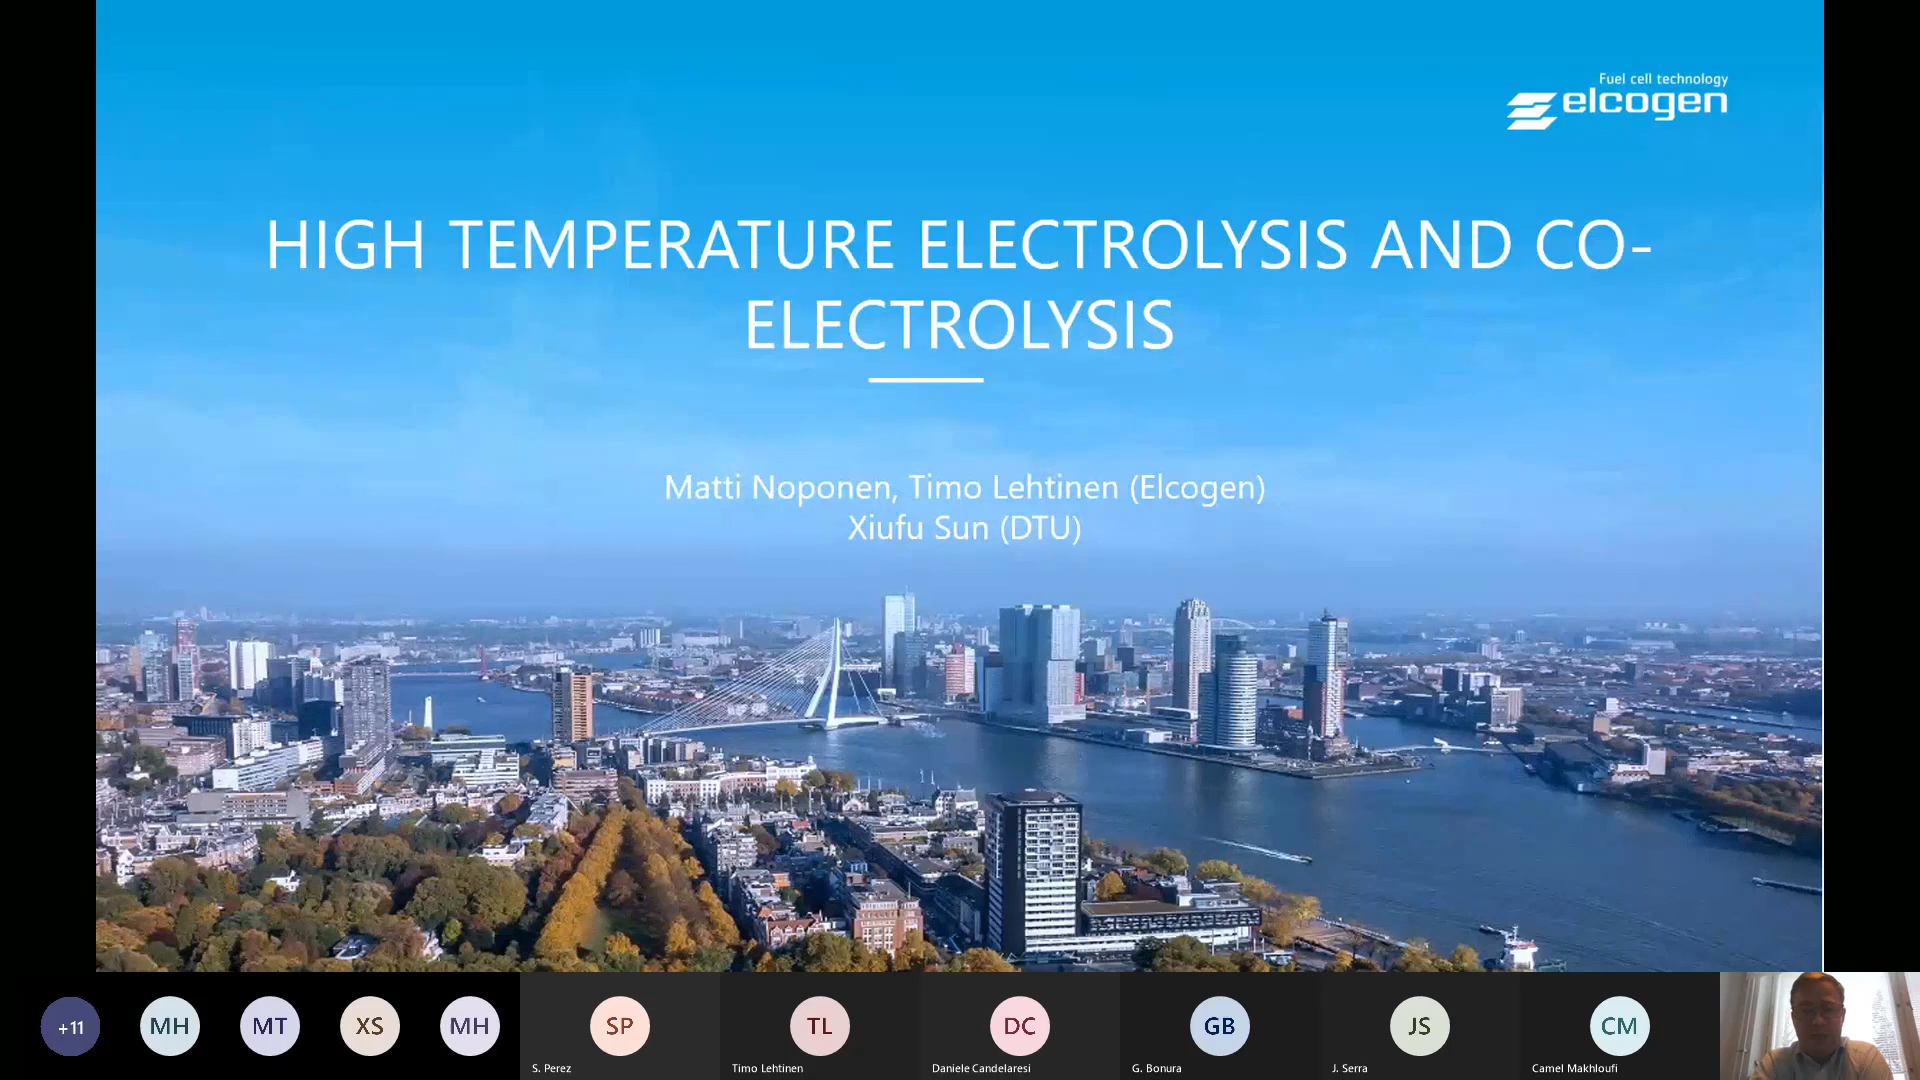 Fuel cell technology
elcogen
HIGH TEMPERATURE ELECTROLYSIS AND CO-
ELECTROLYSIS
Matti Noponen, Timo Lehtinen (Elcogen)
Xiufu Sun (DTU)
+11
MH
MT
XS
MH
SP
TL
DC
GB
JS
CM
S. Perez
Timo Lehtinen
Daniele Candelaresi
G. Bonura
J. Serra
Camel Makhloufi